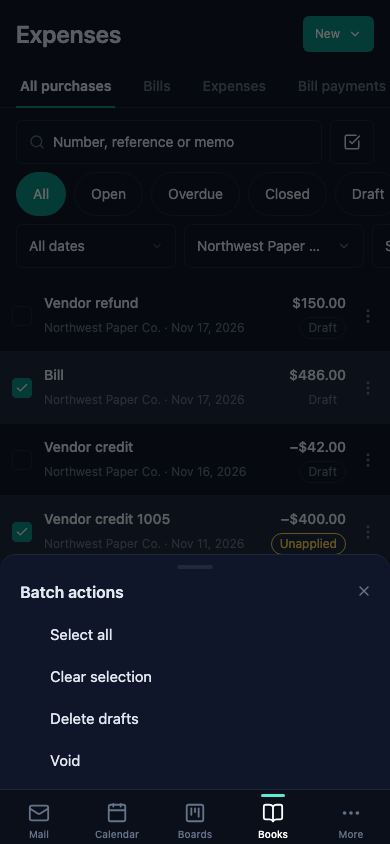 Expenses
New
All purchases Bills Expenses Bill payments
Number, reference or memo
All Open Overdue Closed Draft
All dates Northwest Paper ...
Vendor refund $150.00
Northwest Paper Co. · Nov 17, 2026 Draft
Bill $486.00
Northwest Paper Co. · Nov 17, 2026 Draft
Vendor credit –$42.00
Northwest Paper Co. · Nov 16, 2026 Draft
Vendor credit 1005 –$400.00
Northwest Paper Co. · Nov 11, 2026 Unapplied
Batch actions
Select all
Clear selection
Delete drafts
Void
Mail Calendar Boards Books More